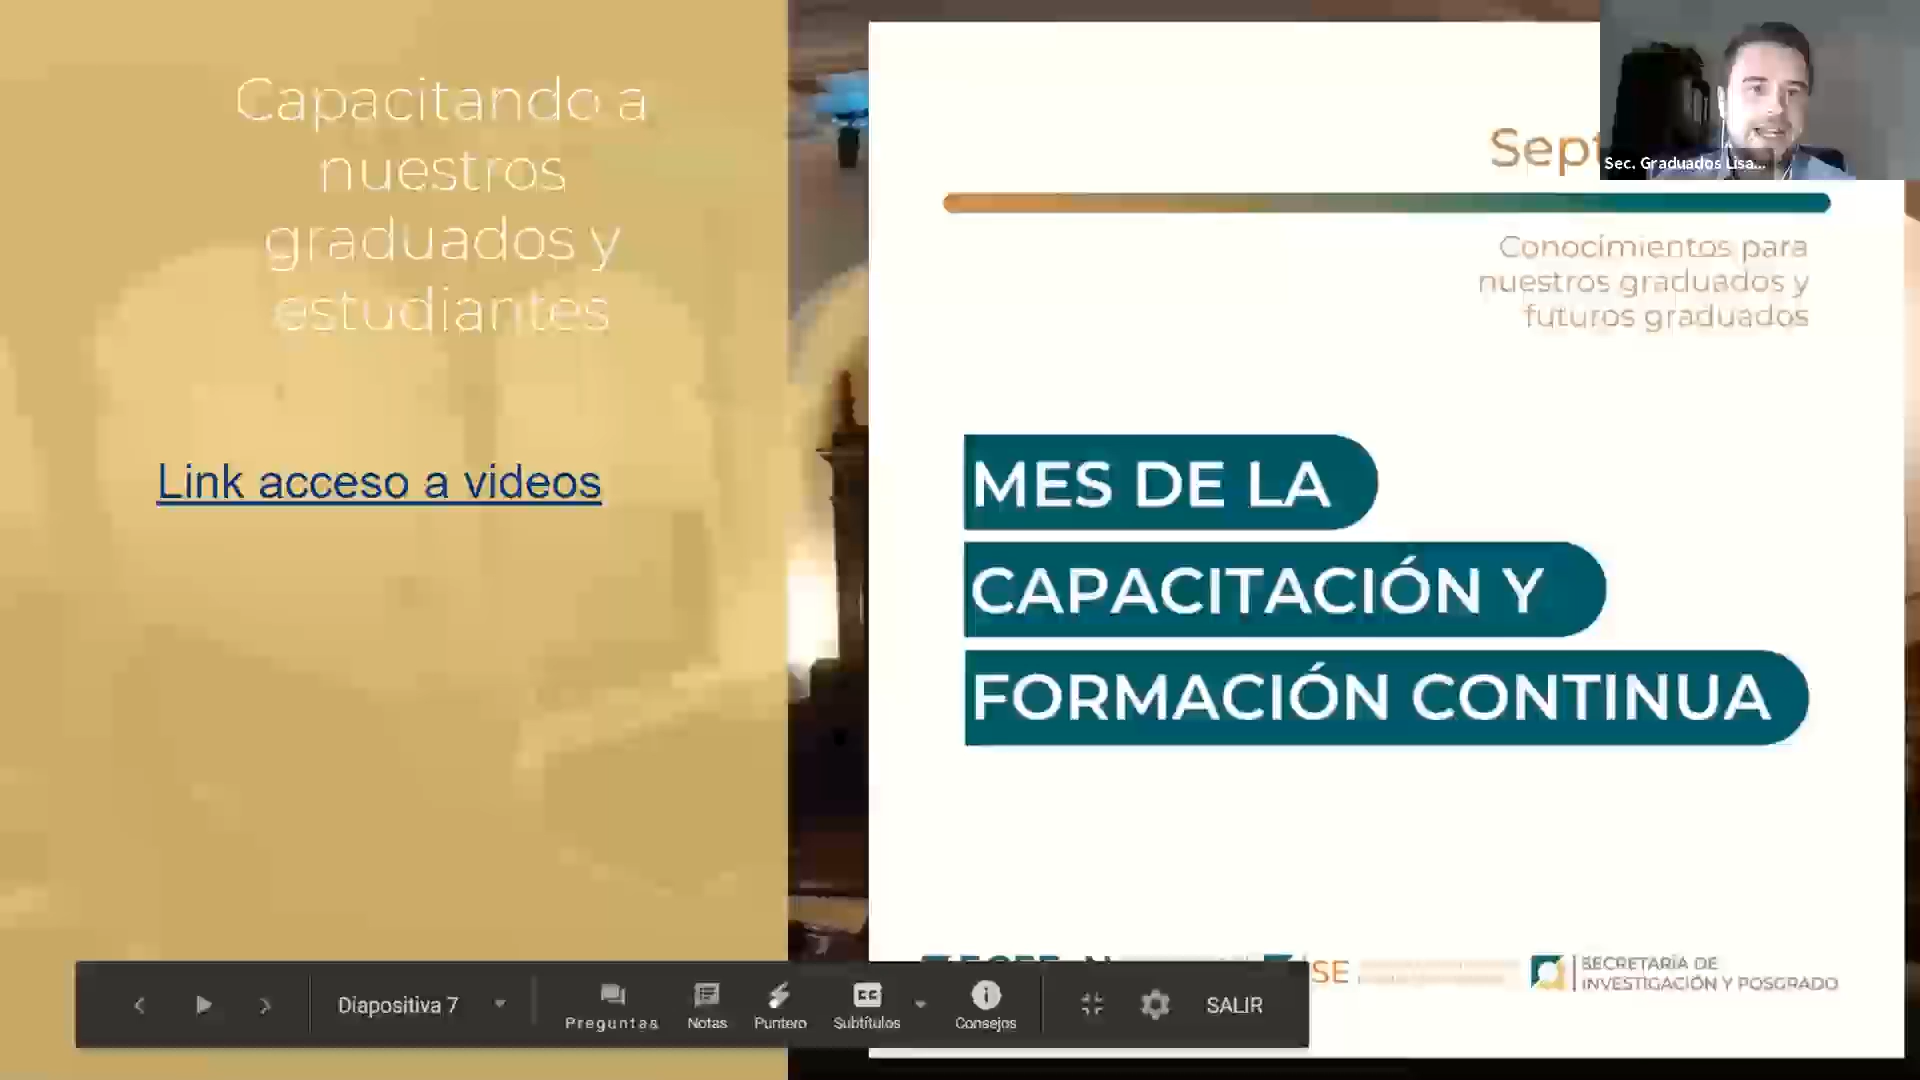 Capacitando a
nuestros
graduados y
estudiantes
Link acceso a videos
Sec. Graduados Lisa...
Conocimientos para
nuestros graduados y
futuros graduados
MES DE LA
CAPACITACIÓN Y
FORMACIÓN CONTINUA
SE
SECRETARÍA DE
INVESTIGACIÓN Y POSGRADO
Diapositiva 7
Preguntas
Notas
Puntero
Subtítulos
Consejos
SALIR